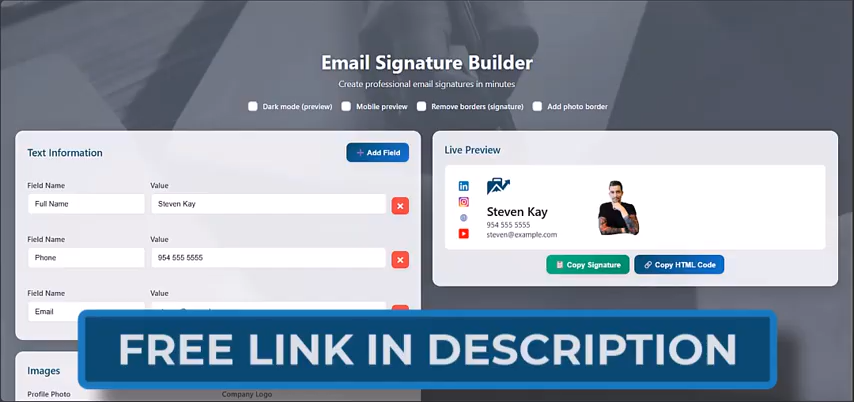 Email Signature Builder
Create professional email signatures in minutes
Dark mode (preview) Mobile preview Remove borders (signature) Add photo border
Text Information
+ Add Field
Field Name Value
Full Name Steven Kay
Field Name Value
Phone 954 555 5555
Field Name Value
Email
Images
Profile Photo Company Logo
Live Preview
Steven Kay
954 555 5555
steven@example.com
Copy Signature Copy HTML Code
FREE LINK IN DESCRIPTION